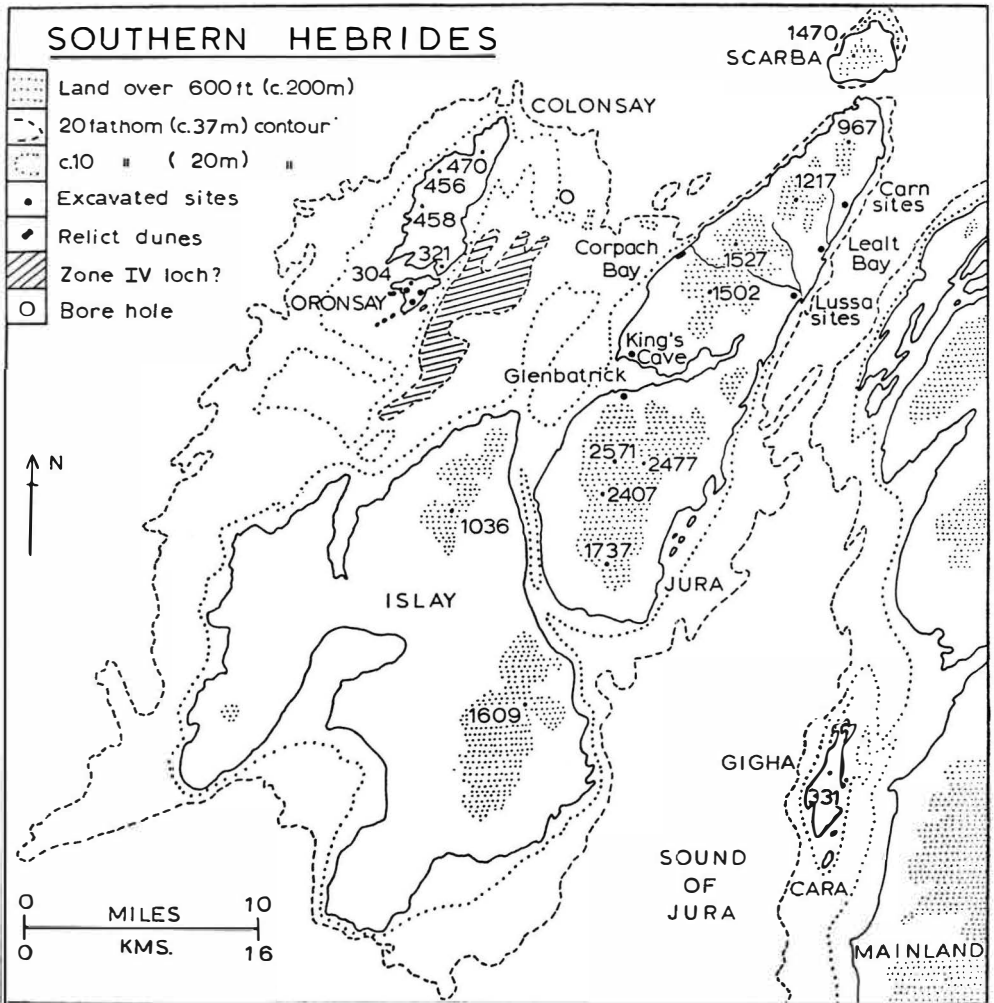 SOUTHERN HEBRIDES
Land over 600 ft (c. 200m)
20 fathom (c. 37m) contour
c.10 " ( 20m) "
Excavated sites
Relict dunes
Zone IV loch?
Bore hole
1470
SCARBA
COLONSAY
967
470
456
1217
Carn
sites
458
Corpach
Bay
Lealt
Bay
321
1527
304
ORONSAY
1502
Lussa
sites
King's
Cave
Glenbatrick
N
2571
2477
2407
1036
1737
JURA
ISLAY
1609
GIGHA
331
SOUND
OF
JURA
CARA
0 10
MILES
KMS.
0 16
MAINLAND